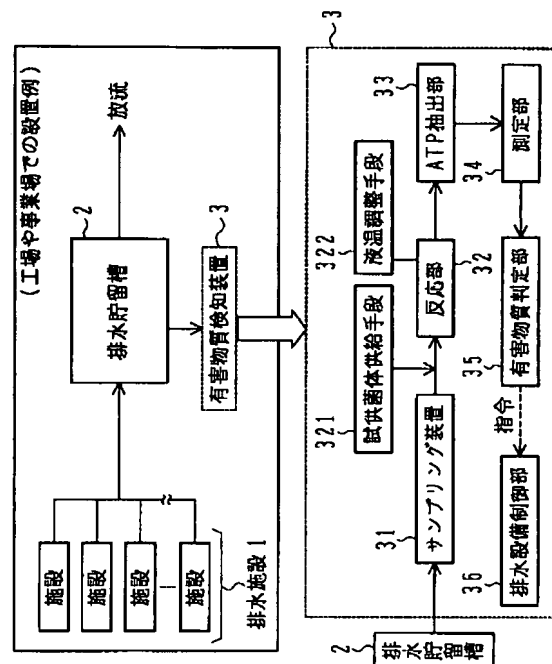 (工場や事業場での設置例)
施設
施設
施設
施設
排水施設1
2
排水貯留槽
放流
3
有害物質検知装置
3
2
排水貯留槽
31
サンプリング装置
321
試供菌体供給手段
322
液温調整手段
32
反応部
33
ATP抽出部
34
測定部
35
有害物質判定部
指令
36
排水設備制御部